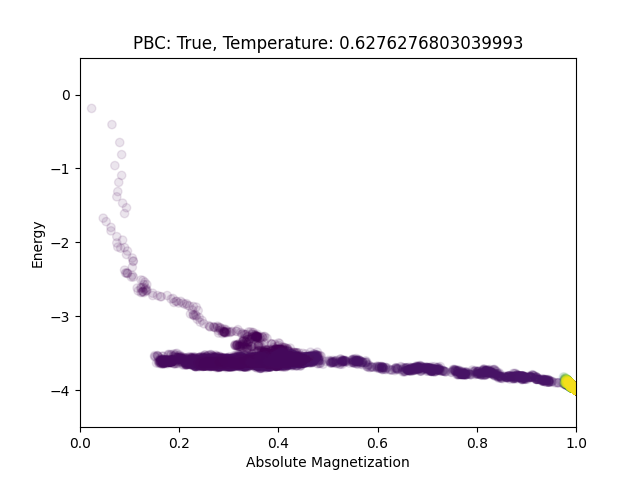 PBC: True, Temperature: 0.6276276803039993
0
−1
−2
−3
−4
Energy
0.0 0.2 0.4 0.6 0.8 1.0
Absolute Magnetization